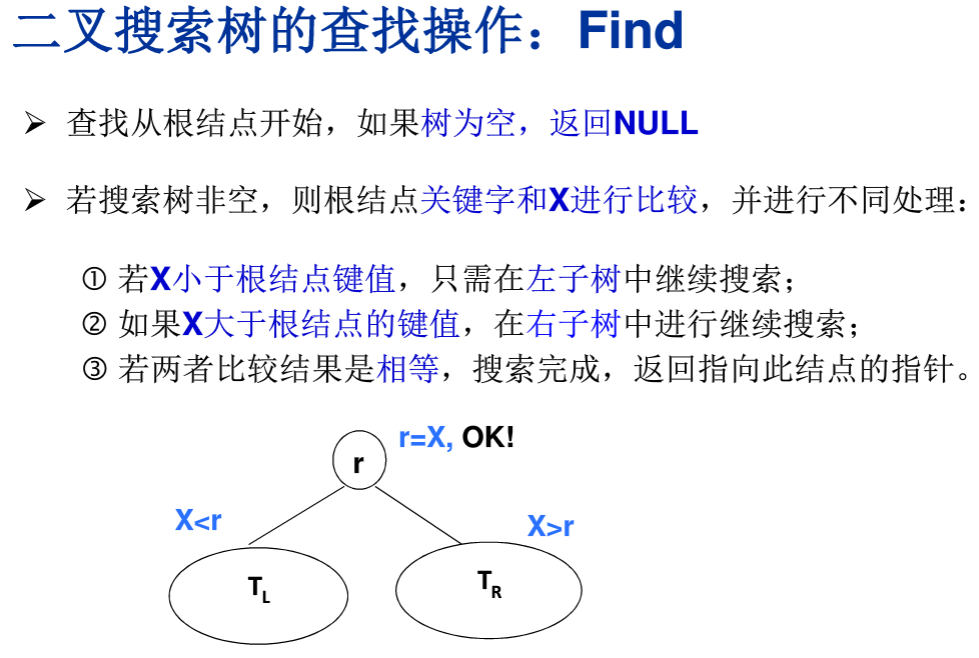 二叉搜索树的查找操作：Find
➢ 查找从根结点开始，如果树为空，返回NULL
➢ 若搜索树非空，则根结点关键字和X进行比较，并进行不同处理：
① 若X小于根结点键值，只需在左子树中继续搜索；
② 如果X大于根结点的键值，在右子树中进行继续搜索；
③ 若两者比较结果是相等，搜索完成，返回指向此结点的指针。
r=X, OK!
r
X<r
X>r
TL
TR